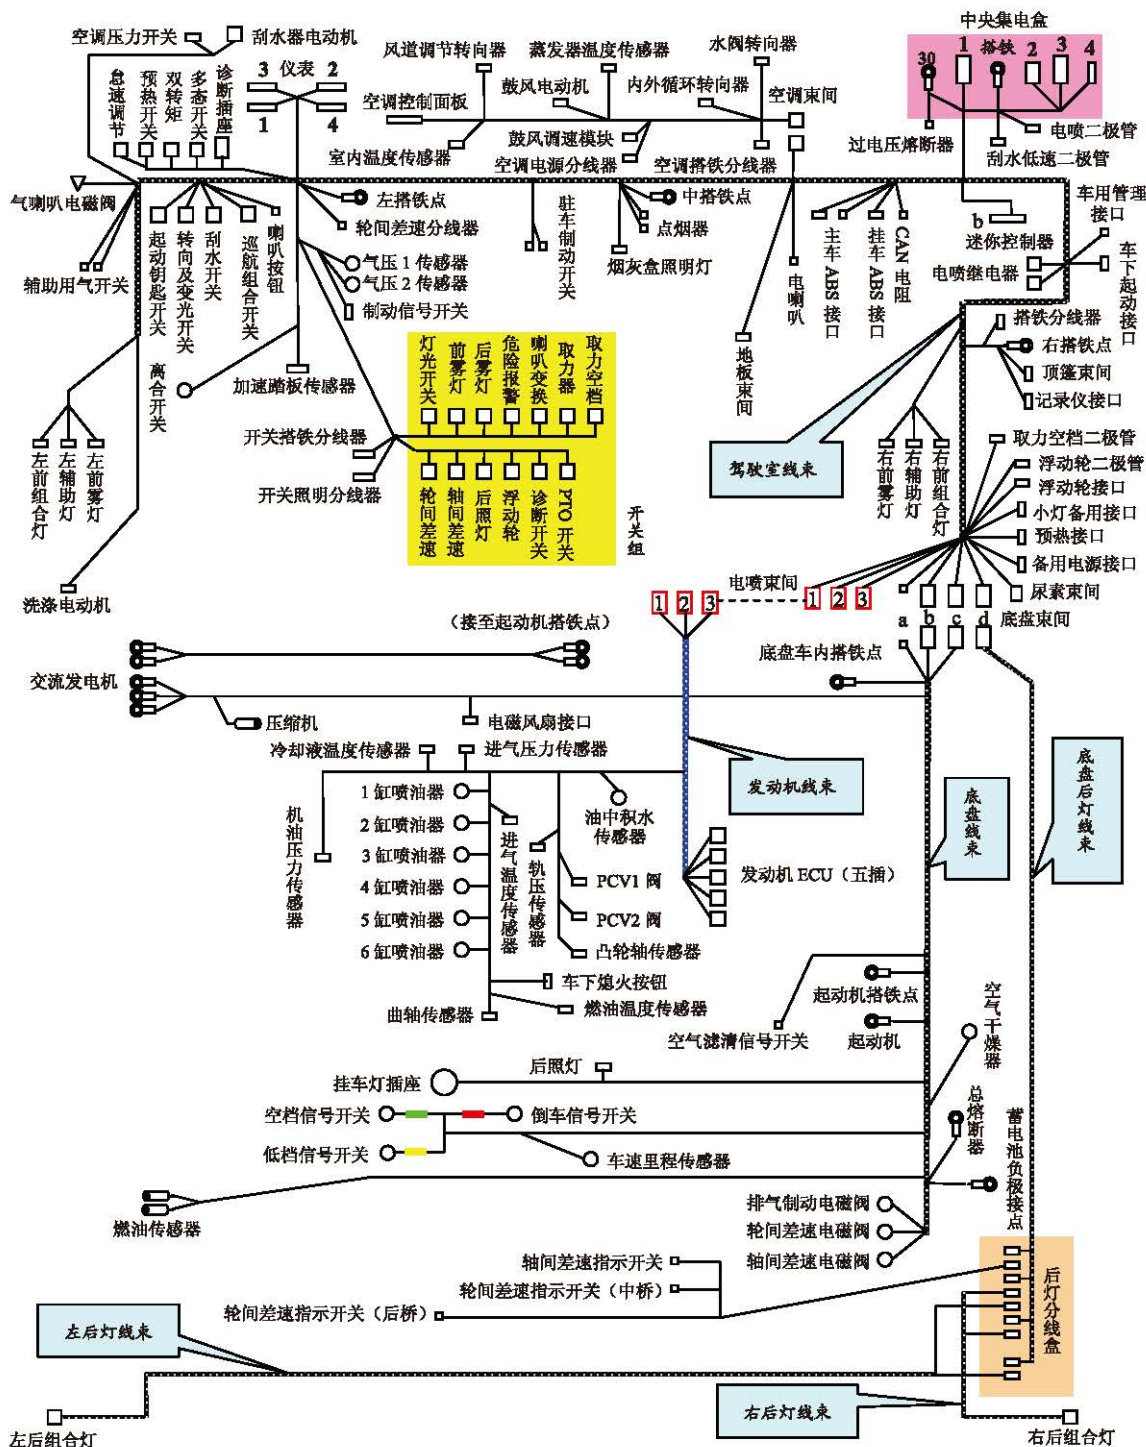 空调压力开关
刮水器电动机
风道调节转向器
蒸发器温度传感器
水阀转向器
中央集电盒
怠速调节
预热开关
双转矩
多态开关
诊断插座
3 仪表 2
1 4
空调控制面板
鼓风电动机
内外循环转向器
空调束间
30 1 搭铁 2 3 4
室内温度传感器
鼓风调速模块
空调电源分线器
空调搭铁分线器
过电压熔断器
电喷二极管
刮水低速二极管
气喇叭电磁阀
辅助用气开关
起动钥匙开关
转向及变光开关
刮水开关
巡航组合开关
喇叭按钮
左搭铁点
轮间差速分线器
气压 1 传感器
气压 2 传感器
制动信号开关
驻车制动开关
中搭铁点
点烟器
烟灰盒照明灯
电喇叭
地板束间
主车 ABS 接口
挂车 ABS 接口
CAN 电阻
b
迷你控制器
电喷继电器
车用管理接口
车下起动接口
搭铁分线器
右搭铁点
顶篷束间
记录仪接口
离合开关
加速踏板传感器
灯光开关
前雾灯
后雾灯
危险报警
喇叭变换
取力器
取力空档
开关搭铁分线器
开关照明分线器
轮间差速
轴间差速
后照灯
浮动轮
诊断开关
PTO 开关
开关组
驾驶室线束
左前组合灯
左辅助灯
左前雾灯
洗涤电动机
右前雾灯
右辅助灯
右前组合灯
取力空档二极管
浮动轮二极管
浮动轮接口
小灯备用接口
预热接口
备用电源接口
尿素束间
电喷束间
1 2 3 1 2 3
a b c d 底盘束间
(接至起动机搭铁点)
底盘车内搭铁点
交流发电机
压缩机
电磁风扇接口
冷却液温度传感器
进气压力传感器
发动机线束
底盘线束
底盘后灯线束
机油压力传感器
1 缸喷油器
2 缸喷油器
3 缸喷油器
4 缸喷油器
5 缸喷油器
6 缸喷油器
进气温度传感器
轨压传感器
油中积水
传感器
PCV1 阀
PCV2 阀
凸轮轴传感器
发动机 ECU（五插）
车下熄火按钮
曲轴传感器
燃油温度传感器
空气滤清信号开关
起动机搭铁点
起动机
空气干燥器
后照灯
挂车灯插座
空档信号开关
倒车信号开关
低档信号开关
车速里程传感器
总熔断器
蓄电池负极接点
燃油传感器
排气制动电磁阀
轮间差速电磁阀
轴间差速电磁阀
轴间差速指示开关
轮间差速指示开关（中桥）
轮间差速指示开关（后桥）
后灯分线盒
左后灯线束
右后灯线束
左后组合灯
右后组合灯